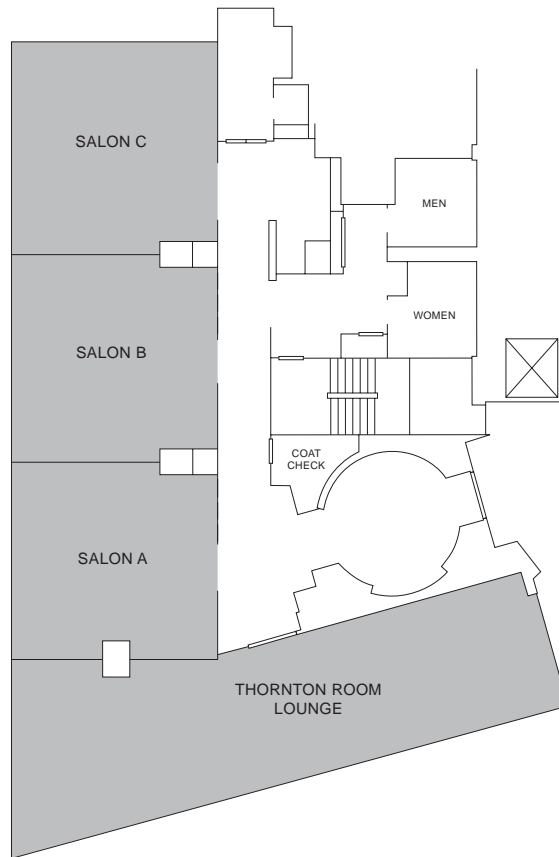 SALON C
MEN
SALON B
WOMEN
COAT
CHECK
SALON A
THORNTON ROOM
LOUNGE